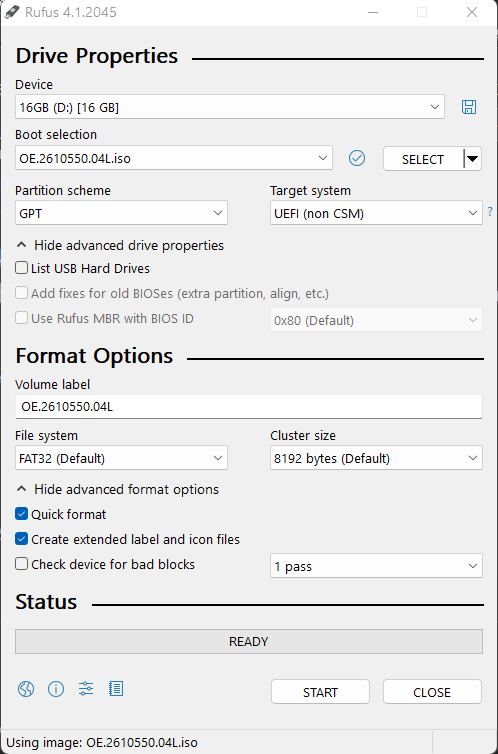 Rufus 4.1.2045
Drive Properties
Device
16GB (D:) [16 GB]
Boot selection
OE.2610550.04L.iso
SELECT
Partition scheme
Target system
GPT
UEFI (non CSM)
?
Hide advanced drive properties
List USB Hard Drives
Add fixes for old BIOSes (extra partition, align, etc.)
Use Rufus MBR with BIOS ID
0x80 (Default)
Format Options
Volume label
OE.2610550.04L
File system
Cluster size
FAT32 (Default)
8192 bytes (Default)
Hide advanced format options
Quick format
Create extended label and icon files
Check device for bad blocks
1 pass
Status
READY
START
CLOSE
Using image: OE.2610550.04L.iso